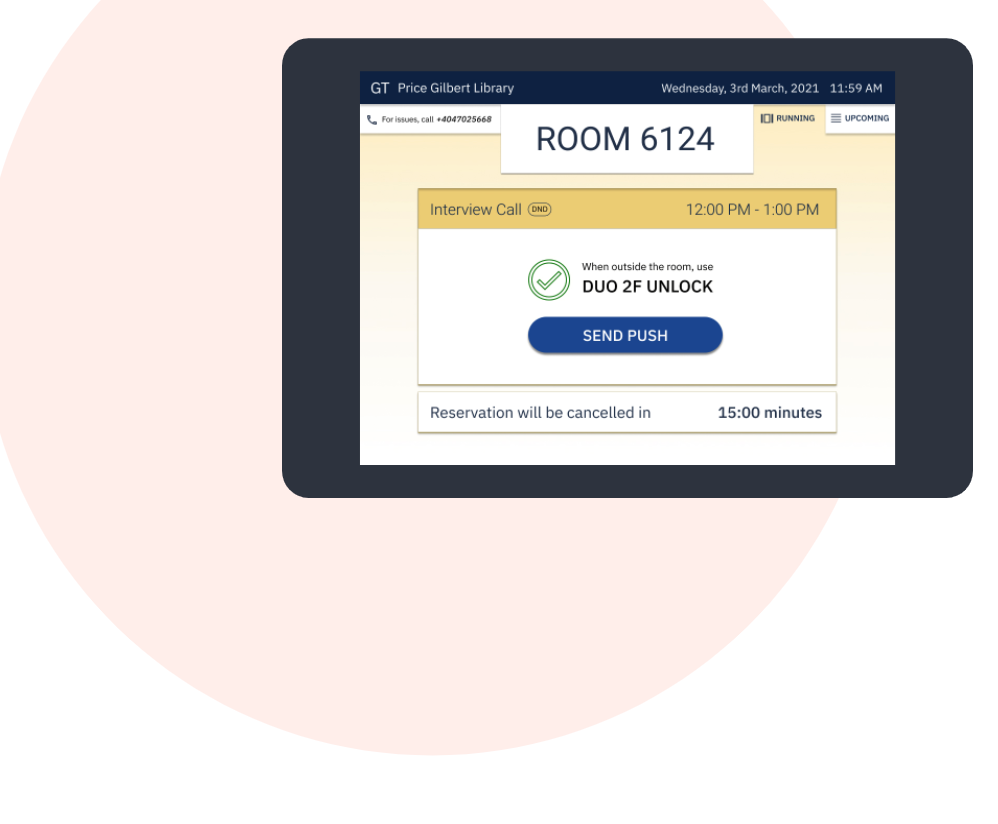 GT Price Gilbert Library Wednesday, 3rd March, 2021 11:59 AM
For issues, call +4047025668
ROOM 6124
RUNNING UPCOMING
Interview Call DND 12:00 PM - 1:00 PM
When outside the room, use
DUO 2F UNLOCK
SEND PUSH
Reservation will be cancelled in 15:00 minutes